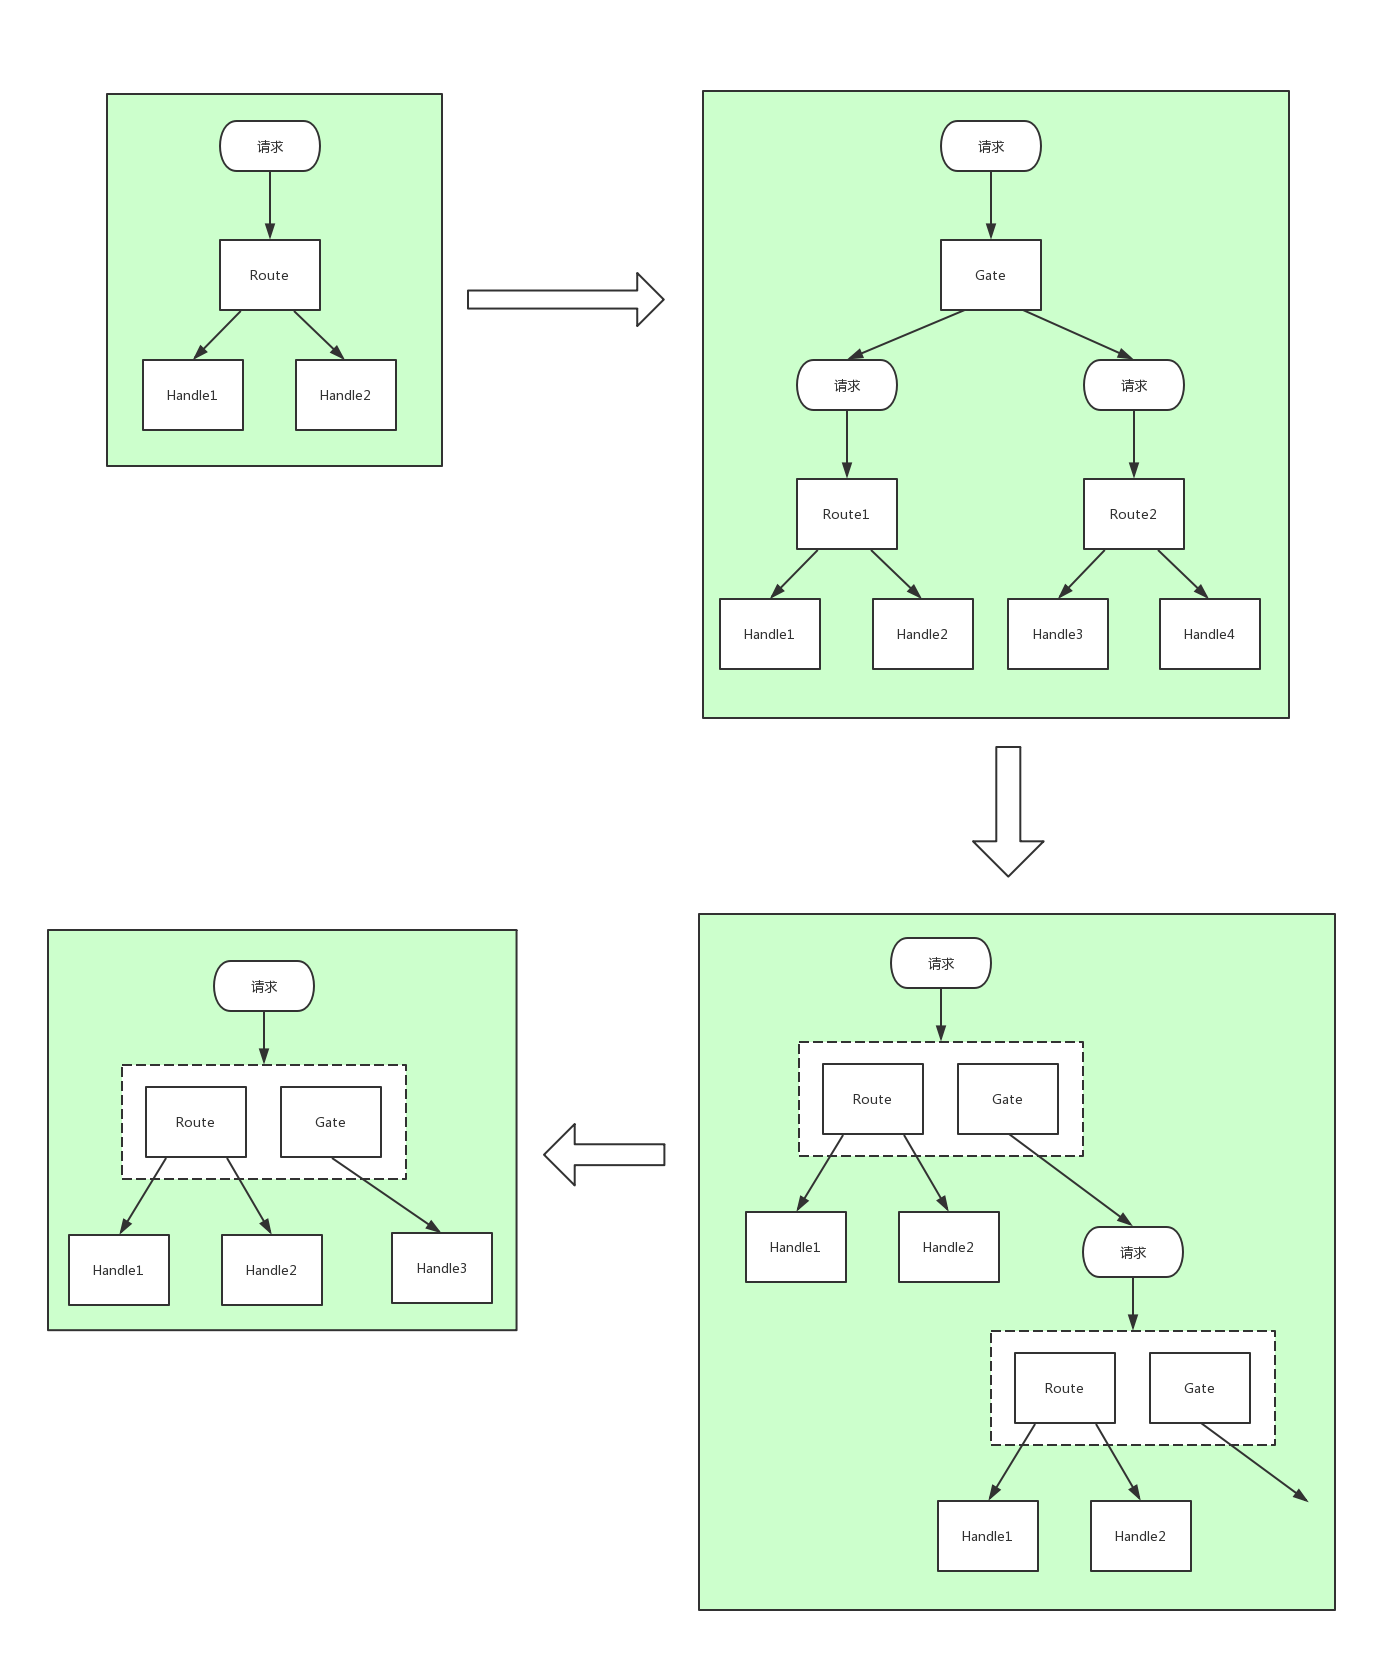 请求
Route
Handle1
Handle2
请求
Gate
请求
请求
Route1
Route2
Handle1
Handle2
Handle3
Handle4
请求
Route
Gate
Handle1
Handle2
Handle3
请求
Route
Gate
Handle1
Handle2
请求
Route
Gate
Handle1
Handle2